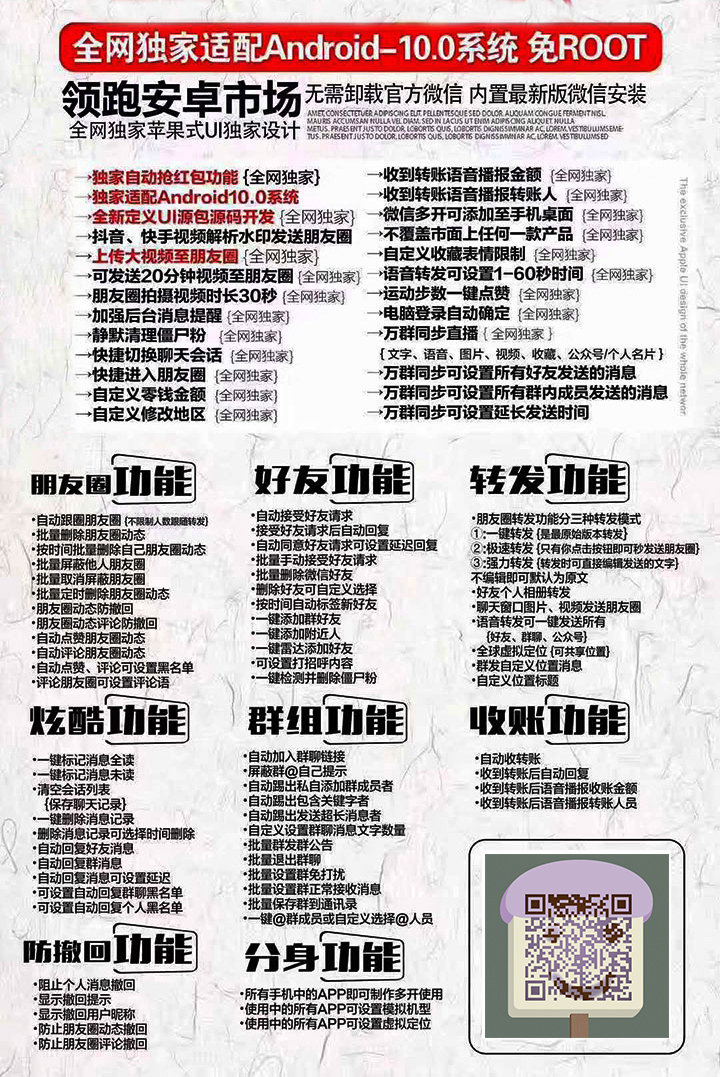 全网独家适配Android-10.0系统 免ROOT
领跑安卓市场
全网独家苹果式UI独家设计
无需卸载官方微信 内置最新版微信安装
AMET, CONSECTETUER ADIPISCING ELIT. PELLENTESQUE SED DOLOR. ALIQUAM CONGUE FERMENT NISL.
MAURIS ACCUMSAN NULLA VEL DIAM. SED IN LACUS UT ENIM ADIPISCING ALIQUET NULLA
METUS. PRAESENT JUSTO DOLOR, LOBORTIS QUIS, LOBORTIS DIGNISSIMINAR AC, LOREM. VESTIBULUMSEME-
TUS. PRAESENT JUSTO DOLOR, LOBORTIS QUIS, LOBORTIS DIGNISSIMINAR AC, LOREM. VESTIBULUMSED
→独家自动抢红包功能 {全网独家}
→独家适配Android10.0系统
→全新定义UI源包源码开发 {全网独家}
→抖音、快手视频解析水印发送朋友圈
→上传大视频至朋友圈 {全网独家}
→可发送20分钟视频至朋友圈 {全网独家}
→朋友圈拍摄视频时长30秒 {全网独家}
→加强后台消息提醒 {全网独家}
→静默清理僵尸粉 {全网独家}
→快捷切换聊天会话 {全网独家}
→快捷进入朋友圈 {全网独家}
→自定义零钱金额 {全网独家}
→自定义修改地区 {全网独家}
→收到转账语音播报金额 {全网独家}
→收到转账语音播报转账人 {全网独家}
→微信多开可添加至手机桌面 {全网独家}
→不覆盖市面上任何一款产品 {全网独家}
→自定义收藏表情限制 {全网独家}
→语音转发可设置1-60秒时间 {全网独家}
→运动步数一键点赞 {全网独家}
→电脑登录自动确定 {全网独家}
→万群同步直播 { 全网独家 }
{ 文字、语音、图片、视频、收藏、公众号/个人名片 }
→万群同步可设置所有好友发送的消息
→万群同步可设置所有群内成员发送的消息
→万群同步可设置延长发送时间
The exclusive Apple UI design of the whole networ
朋友圈功能
·自动跟圈朋友圈 {不限制人数跟随转发}
·批量删除朋友圈动态
·按时间批量删除自己朋友圈动态
·批量屏蔽他人朋友圈
·批量取消屏蔽朋友圈
·批量定时删除朋友圈动态
·朋友圈动态防撤回
·朋友圈动态评论防撤回
·自动点赞朋友圈动态
·自动评论朋友圈动态
·自动点赞、评论可设置黑名单
·评论朋友圈可设置评论语
好友功能
·自动接受好友请求
·接受好友请求后自动回复
·自动同意好友请求可设置延迟回复
·批量手动接受好友请求
·批量删除微信好友
·删除好友可自定义选择
·按时间自动标签新好友
·一键添加群好友
·一键添加附近人
·一键雷达添加好友
·可设置打招呼内容
·一键检测并删除僵尸粉
转发功能
·朋友圈转发功能分三种转发模式
①:一键转发 {是最原始版本转发}
②:极速转发 {只有你点击按钮即可秒发送朋友圈}
③:强力转发 {转发时可直接编辑发送的文字}
不编辑即可默认为原文
·好友个人相册转发
·聊天窗口图片、视频发送朋友圈
·语音转发可一键发送所有
{好友、群聊、公众号}
·全球虚拟定位 {可共享位置}
·群发自定义位置消息
·自定义位置标题
炫酷功能
·一键标记消息全读
·一键标记消息未读
·清空会话列表
{保存聊天记录}
·一键删除消息记录
·删除消息记录可选择时间删除
·自动回复好友消息
·自动回复群消息
·自动回复消息可设置延迟
·可设置自动回复群聊黑名单
·可设置自动回复个人黑名单
群组功能
·自动加入群聊链接
·屏蔽群@自己提示
·自动踢出私自添加群成员者
·自动踢出包含关键字者
·自动踢出发送超长消息者
·自定义设置群聊消息文字数量
·批量群发群公告
·批量退出群聊
·批量设置群免打扰
·批量设置群正常接收消息
·批量保存群到通讯录
·一键@群成员或自定义选择@人员
收账功能
·自动收转账
·收到转账后自动回复
·收到转账后语音播报收账金额
·收到转账后语音播报转账人员
防撤回功能
·阻止个人消息撤回
·显示撤回提示
·显示撤回用户昵称
·防止朋友圈动态撤回
·防止朋友圈评论撤回
分身功能
·所有手机中的APP即可制作多开使用
·使用中的所有APP可设置模拟机型
·使用中的所有APP可设置虚拟定位